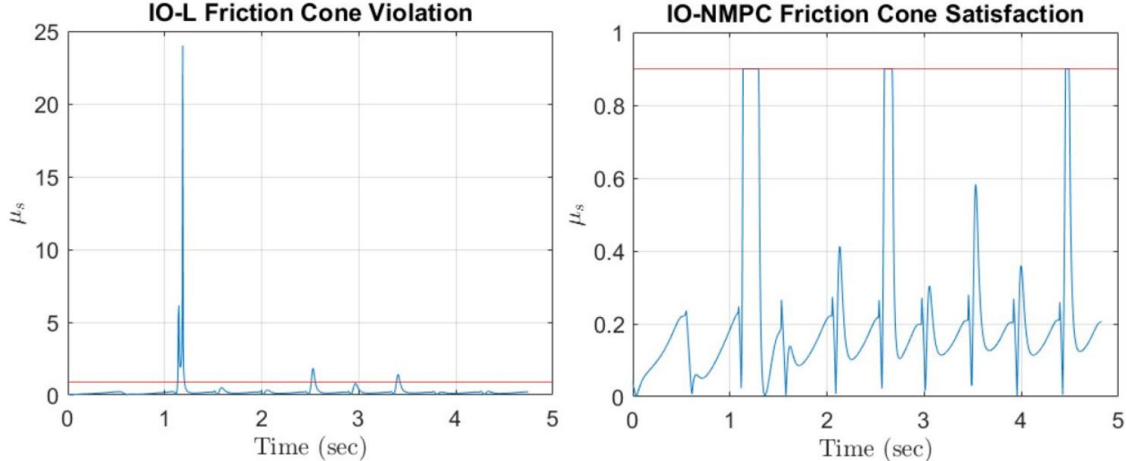 IO-L Friction Cone Violation
25
20
15
10
5
0
μs
0 1 2 3 4 5
Time (sec)
IO-NMPC Friction Cone Satisfaction
1
0.8
0.6
0.4
0.2
0
μs
0 1 2 3 4 5
Time (sec)